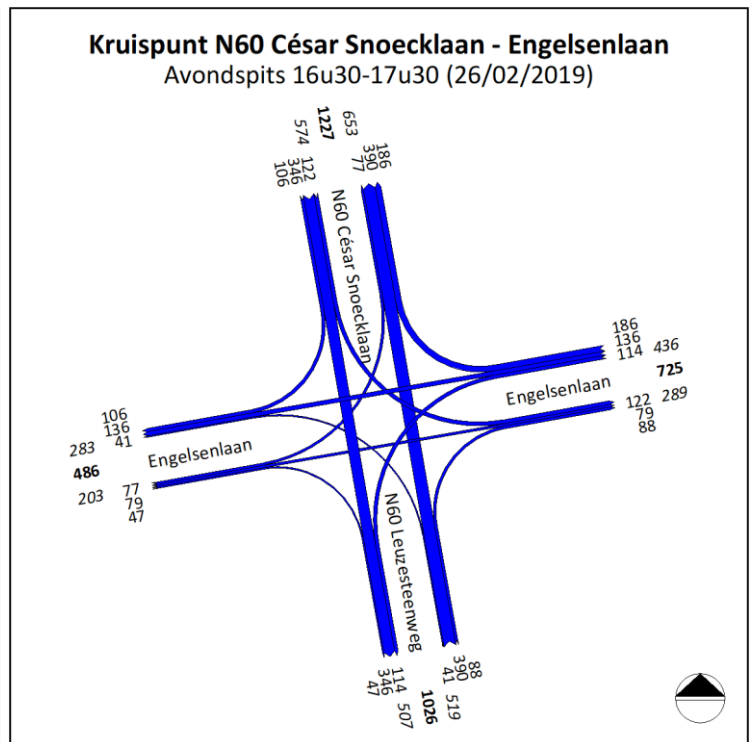 Kruispunt N60 César Snoecklaan - Engelsenlaan
Avondspits 16u30-17u30 (26/02/2019)
574 1227 653
106 346 122
77 390 186
N60 César Snoecklaan
186
136
114 436
725
Engelsenlaan
122 289
79
88
106
136
283 41
486
Engelsenlaan
203 77
79
47
N60 Leuzesteenweg
47 346 114
507 1026 519
41 390 88